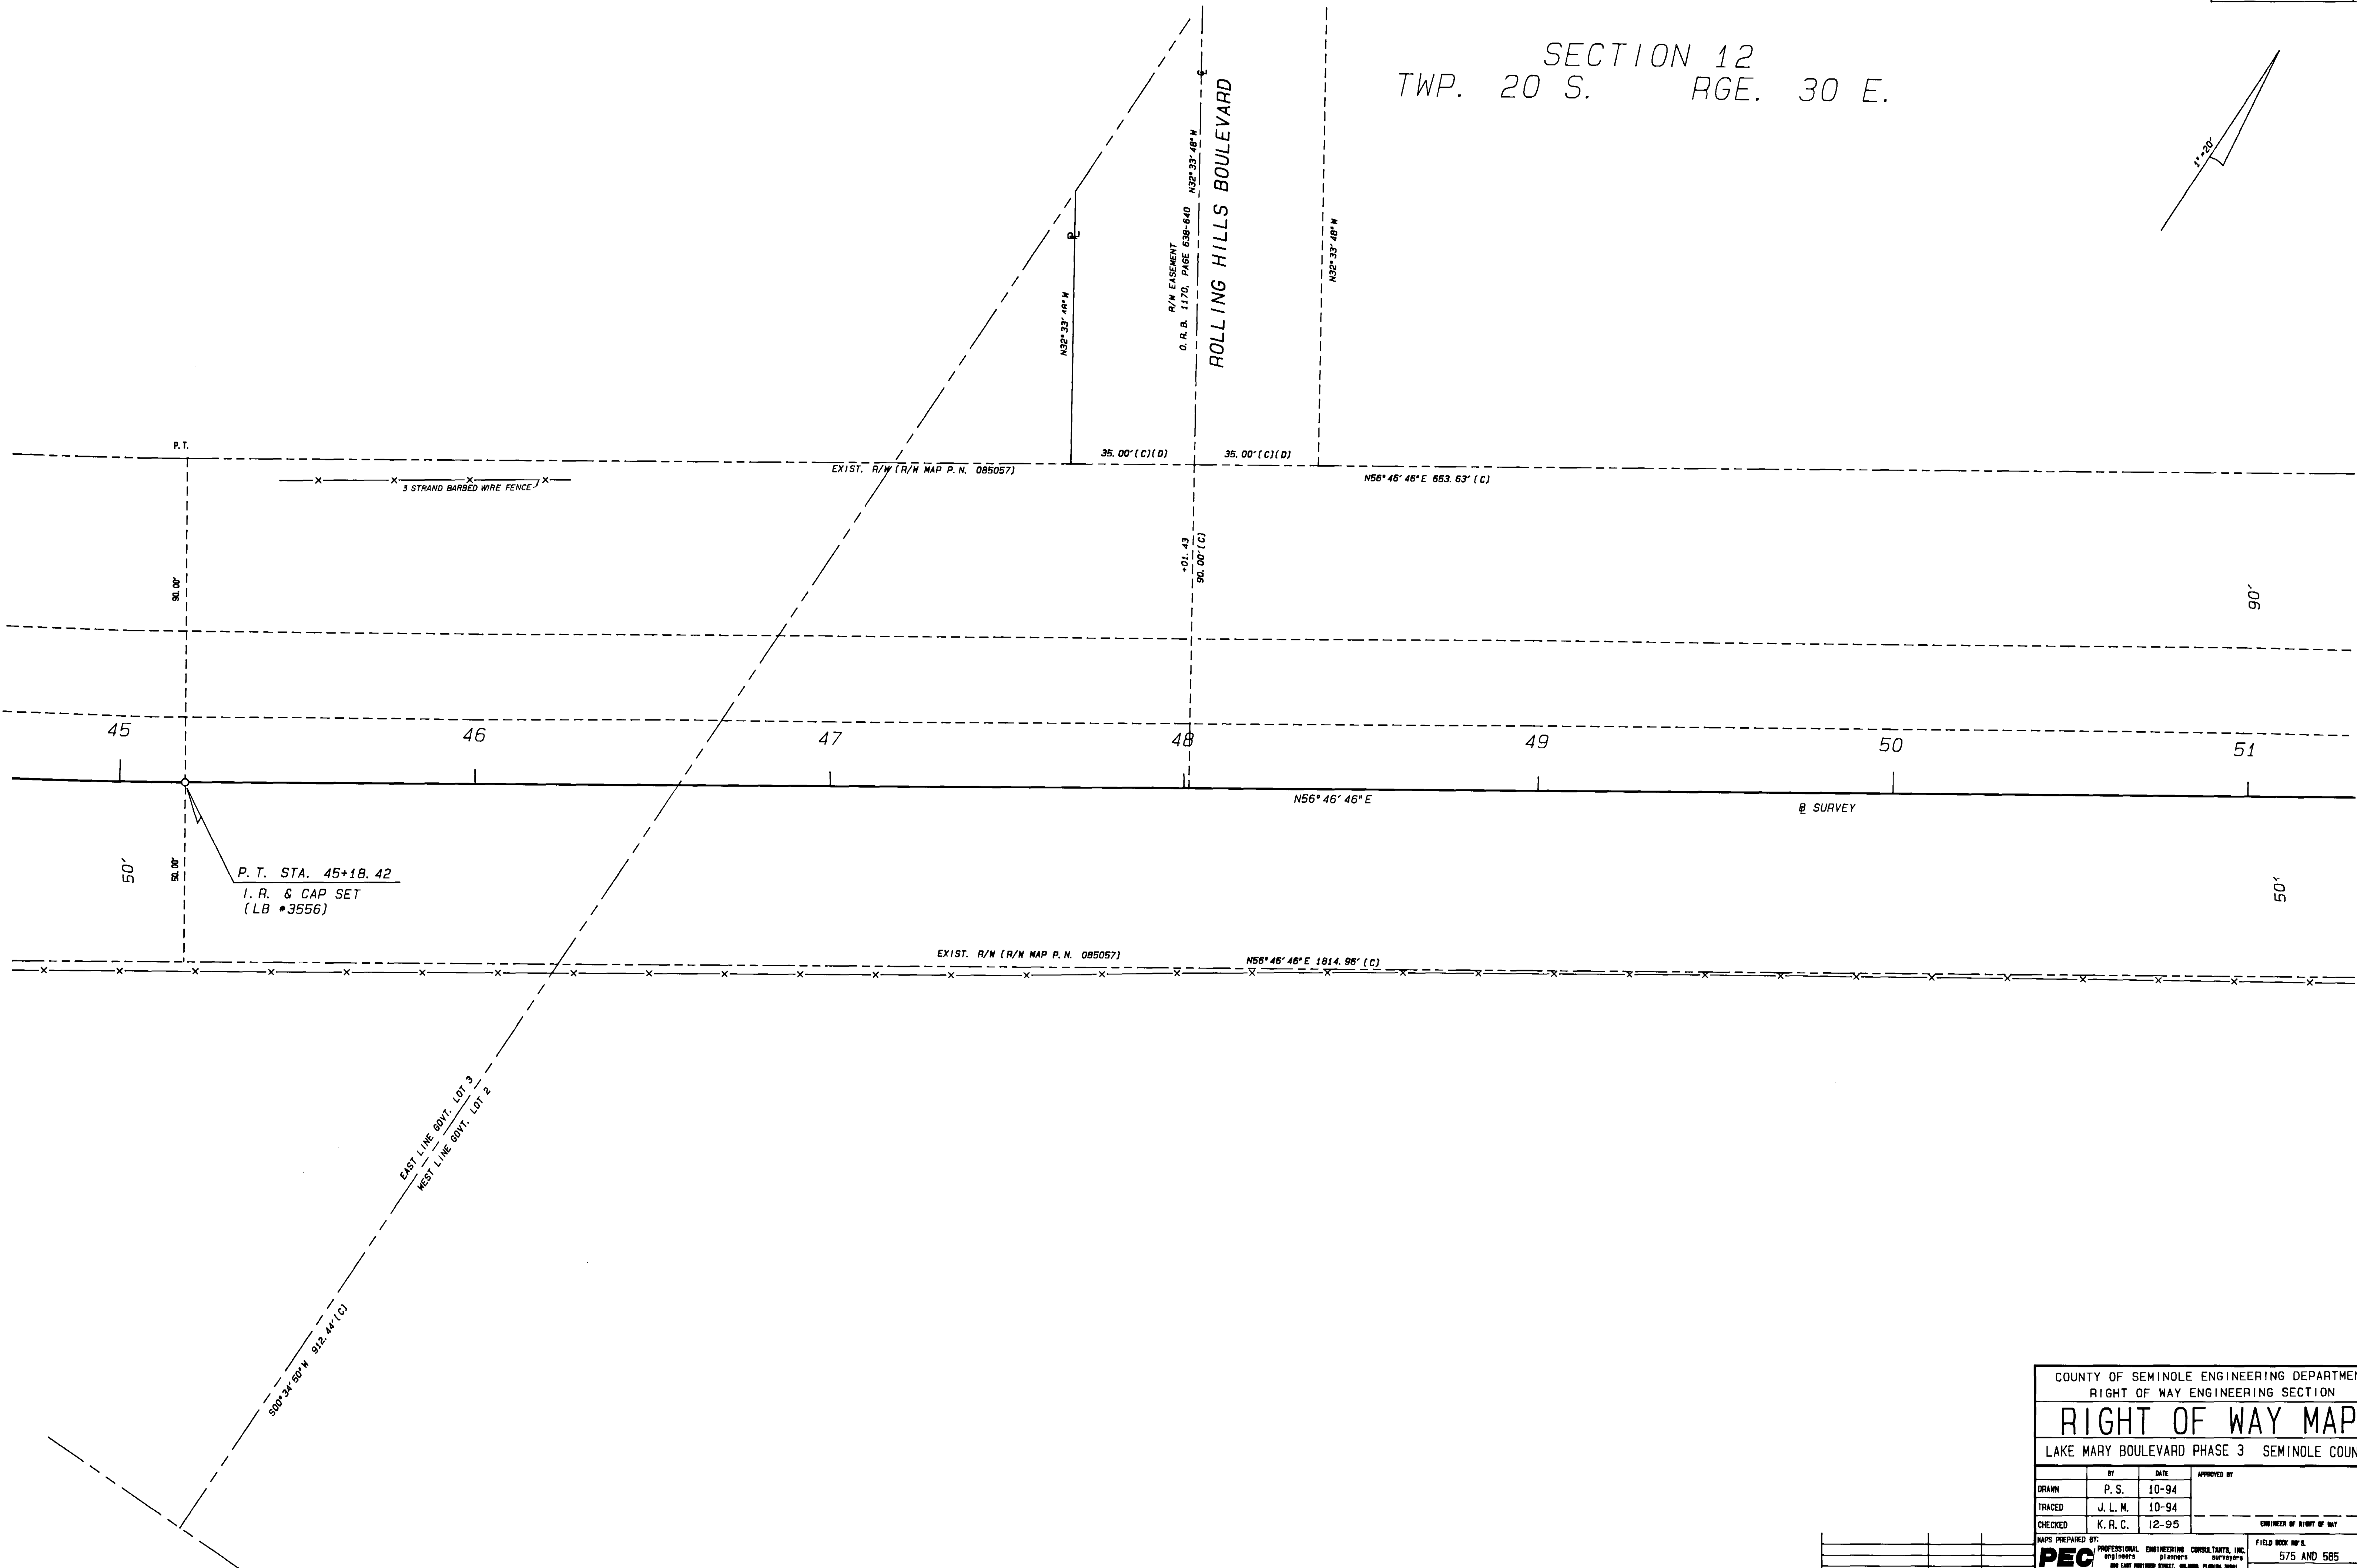 SECTION 12
TWP. 20 S. RGE. 30 E.
1"=20'
ROLLING HILLS BOULEVARD
R/W EASEMENT
O.R.B. 1170, PAGE 638-640 N32°33'48"W
N32°33'48"W
N32°33'48"W
P.T.
3 STRAND BARBED WIRE FENCE
EXIST. R/W (R/W MAP P.N. 085057)
35.00'(C)(D)
35.00'(C)(D)
N56°46'46"E 653.63'(C)
90.00'
+01.43
90.00'(C)
90'
45
46
47
48
49
50
51
N56°46'46"E
℄ SURVEY
50'
50.00'
P.T. STA. 45+18.42
I.R. & CAP SET
(LB #3556)
50'
EXIST. R/W (R/W MAP P.N. 085057)
N56°46'46"E 1814.96'(C)
EAST LINE GOVT. LOT 3
WEST LINE GOVT. LOT 2
S00°34'50"W 912.44'(C)
COUNTY OF SEMINOLE ENGINEERING DEPARTMEN
RIGHT OF WAY ENGINEERING SECTION
RIGHT OF WAY MAP
LAKE MARY BOULEVARD PHASE 3 SEMINOLE COUN
BY DATE APPROVED BY
DRAWN P.S. 10-94
TRACED J.L.M. 10-94
CHECKED K.R.C. 12-95
ENGINEER OF RIGHT OF WAY
MAPS PREPARED BY:
PEC PROFESSIONAL ENGINEERING CONSULTANTS, INC.
engineers planners surveyors
FIELD BOOK NO'S.
575 AND 585